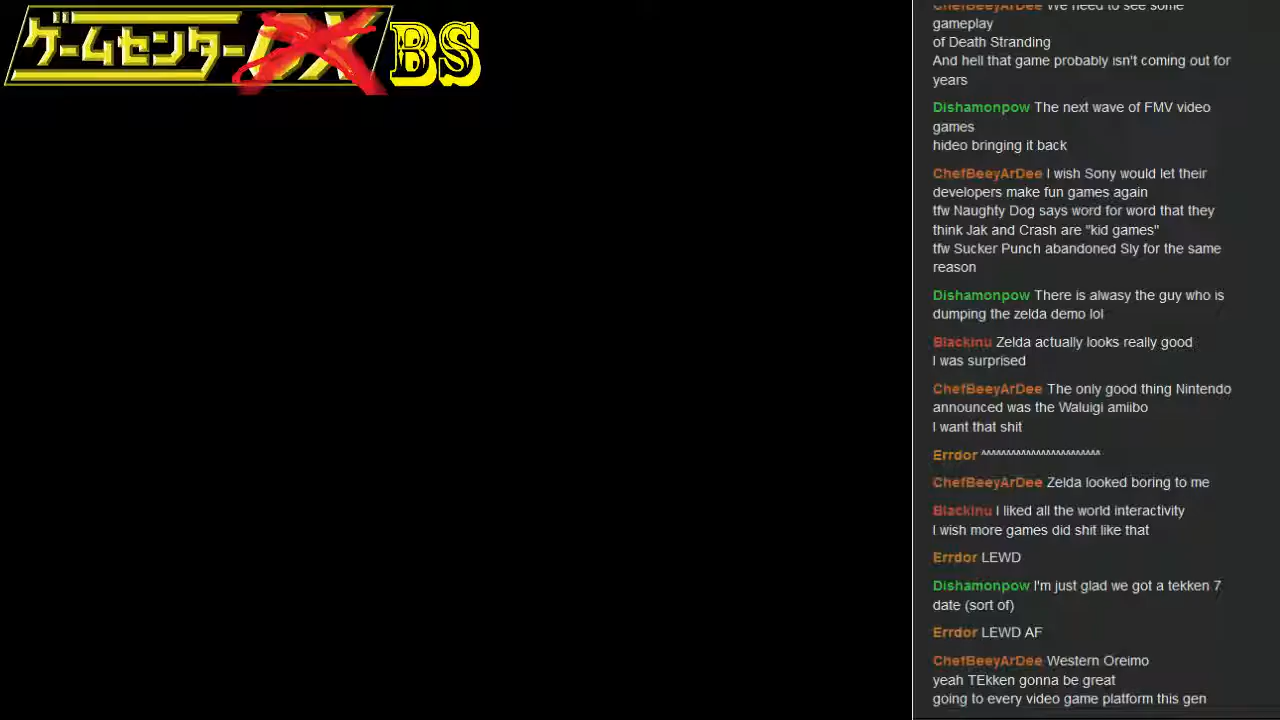 ゲームセンターDX BS
ChefBeeyArDee We need to see some
gameplay
of Death Stranding
And hell that game probably isn't coming out for
years
Dishamonpow The next wave of FMV video
games
hideo bringing it back
ChefBeeyArDee I wish Sony would let their
developers make fun games again
tfw Naughty Dog says word for word that they
think Jak and Crash are "kid games"
tfw Sucker Punch abandoned Sly for the same
reason
Dishamonpow There is alwasy the guy who is
dumping the zelda demo lol
Blackinu Zelda actually looks really good
I was surprised
ChefBeeyArDee The only good thing Nintendo
announced was the Waluigi amiibo
I want that shit
Errdor ^^^^^^^^^^^^^^^^^^^^^^^^
ChefBeeyArDee Zelda looked boring to me
Blackinu I liked all the world interactivity
I wish more games did shit like that
Errdor LEWD
Dishamonpow I'm just glad we got a tekken 7
date (sort of)
Errdor LEWD AF
ChefBeeyArDee Western Oreimo
yeah TEkken gonna be great
going to every video game platform this gen